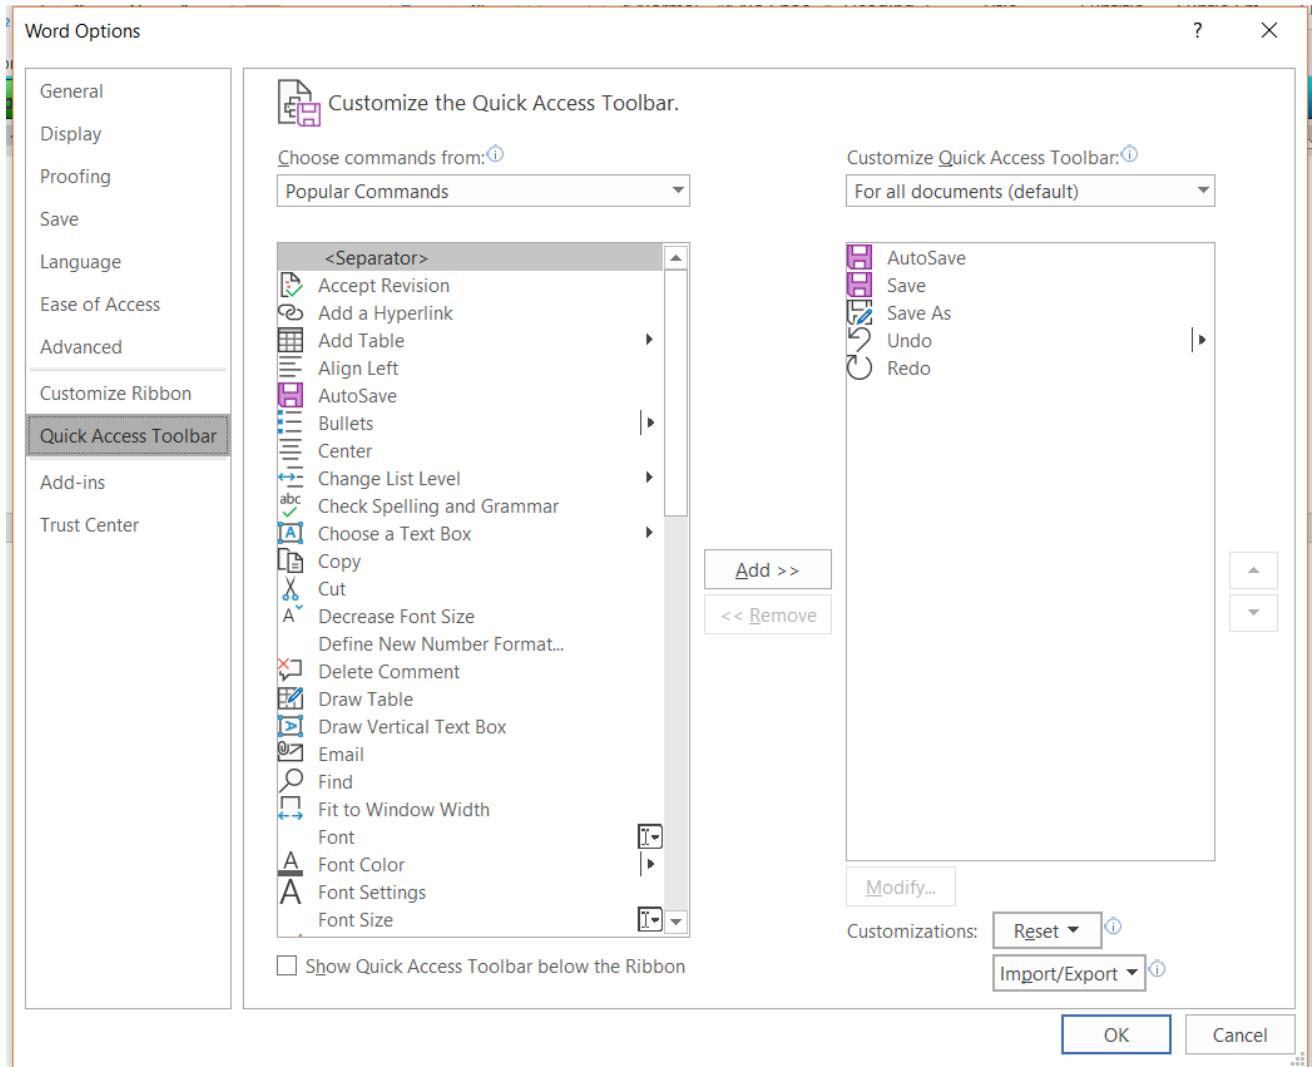 Word Options
?
General
Display
Proofing
Save
Language
Ease of Access
Advanced
Customize Ribbon
Quick Access Toolbar
Add-ins
Trust Center
Customize the Quick Access Toolbar.
Choose commands from:
Popular Commands
<Separator>
Accept Revision
Add a Hyperlink
Add Table
Align Left
AutoSave
Bullets
Center
Change List Level
Check Spelling and Grammar
Choose a Text Box
Copy
Cut
Decrease Font Size
Define New Number Format...
Delete Comment
Draw Table
Draw Vertical Text Box
Email
Find
Fit to Window Width
Font
Font Color
Font Settings
Font Size
Show Quick Access Toolbar below the Ribbon
Add >>
<< Remove
Customize Quick Access Toolbar:
For all documents (default)
AutoSave
Save
Save As
Undo
Redo
Modify...
Customizations:
Reset
Import/Export
OK
Cancel